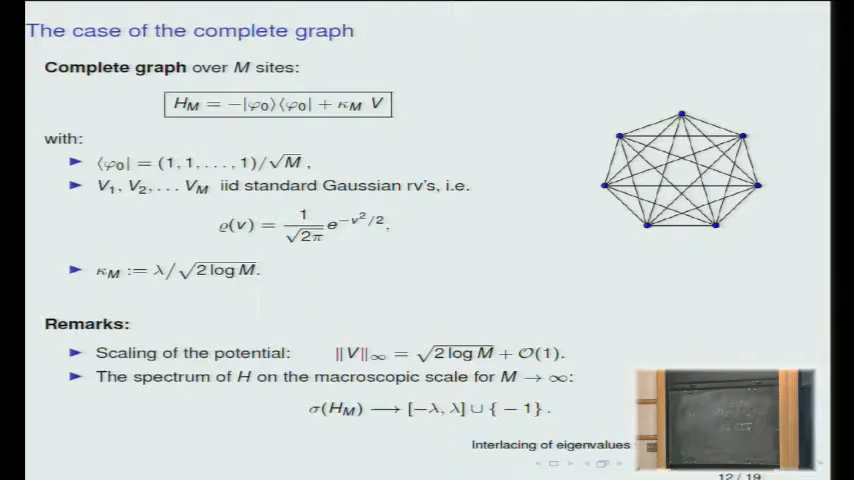 The case of the complete graph
Complete graph over M sites:
H_M = −|φ₀⟩⟨φ₀| + κ_M V
with:
⟨φ₀| = (1, 1, . . . , 1)/√M ,
V₁, V₂, . . . V_M iid standard Gaussian rv's, i.e.
ϱ(v) = 1/√2π e^{−v²/2},
κ_M := λ/√2 log M.
Remarks:
Scaling of the potential: ‖V‖_∞ = √2 log M + O(1).
The spectrum of H on the macroscopic scale for M → ∞:
σ(H_M) ⟶ [−λ, λ] ∪ {−1} .
Interlacing of eigenvalues
12 / 19